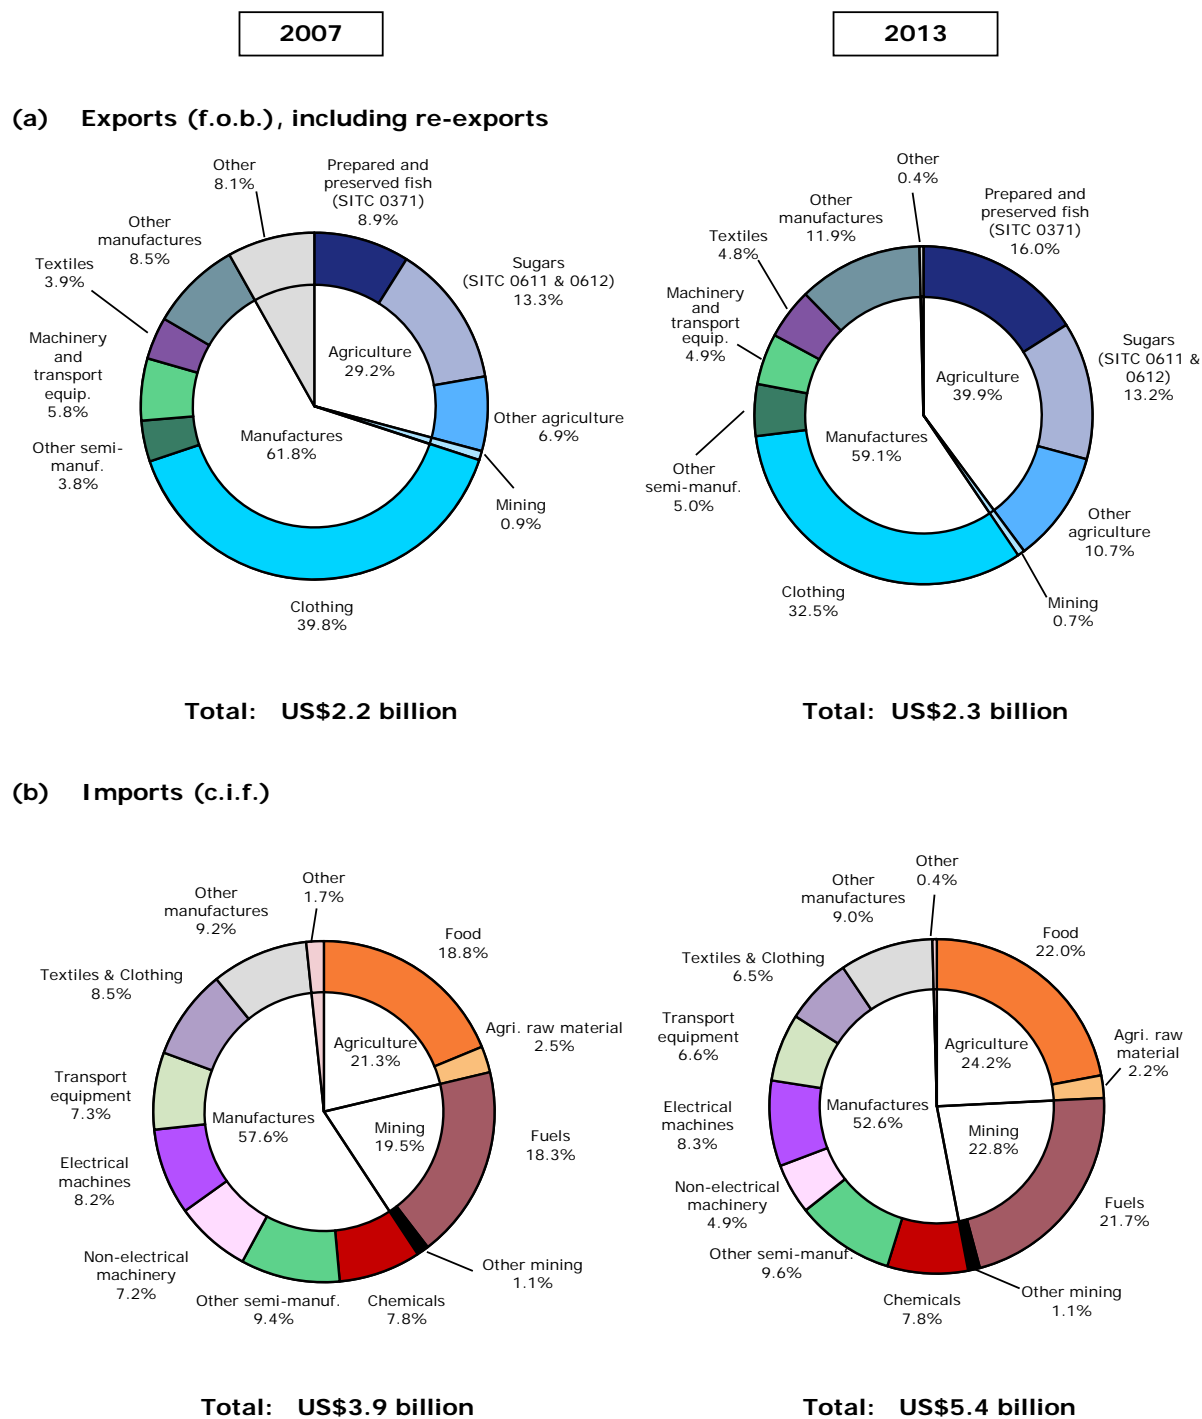 2007
2013
(a) Exports (f.o.b.), including re-exports
Other
8.1%
Prepared and
preserved fish
(SITC 0371)
8.9%
Other
manufactures
8.5%
Textiles
3.9%
Sugars
(SITC 0611 & 0612)
13.3%
Machinery
and
transport
equip.
5.8%
Agriculture
29.2%
Other agriculture
6.9%
Manufactures
61.8%
Other semi-
manuf.
3.8%
Mining
0.9%
Clothing
39.8%
Other
0.4%
Prepared and
preserved fish
(SITC 0371)
16.0%
Other
manufactures
11.9%
Textiles
4.8%
Machinery
and
transport
equip.
4.9%
Sugars
(SITC 0611 &
0612)
13.2%
Agriculture
39.9%
Manufactures
59.1%
Other
semi-manuf.
5.0%
Other
agriculture
10.7%
Clothing
32.5%
Mining
0.7%
Total: US$2.2 billion
Total: US$2.3 billion
(b) Imports (c.i.f.)
Other
1.7%
Other
manufactures
9.2%
Food
18.8%
Textiles & Clothing
8.5%
Agri. raw material
2.5%
Agriculture
21.3%
Transport
equipment
7.3%
Manufactures
57.6%
Mining
19.5%
Fuels
18.3%
Electrical
machines
8.2%
Non-electrical
machinery
7.2%
Other mining
1.1%
Other semi-manuf.
9.4%
Chemicals
7.8%
Other
0.4%
Other
manufactures
9.0%
Food
22.0%
Textiles & Clothing
6.5%
Transport
equipment
6.6%
Agri. raw
material
2.2%
Agriculture
24.2%
Manufactures
52.6%
Electrical
machines
8.3%
Mining
22.8%
Non-electrical
machinery
4.9%
Fuels
21.7%
Other semi-manuf.
9.6%
Other mining
1.1%
Chemicals
7.8%
Total: US$3.9 billion
Total: US$5.4 billion